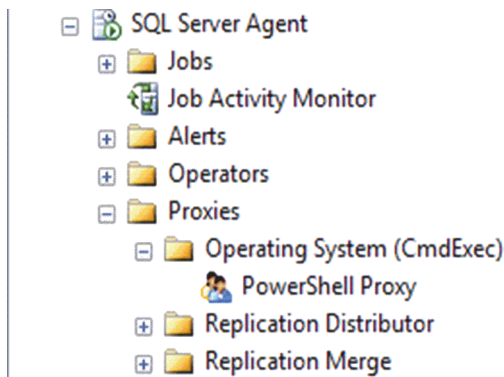 SQL Server Agent
Jobs
Job Activity Monitor
Alerts
Operators
Proxies
Operating System (CmdExec)
PowerShell Proxy
Replication Distributor
Replication Merge